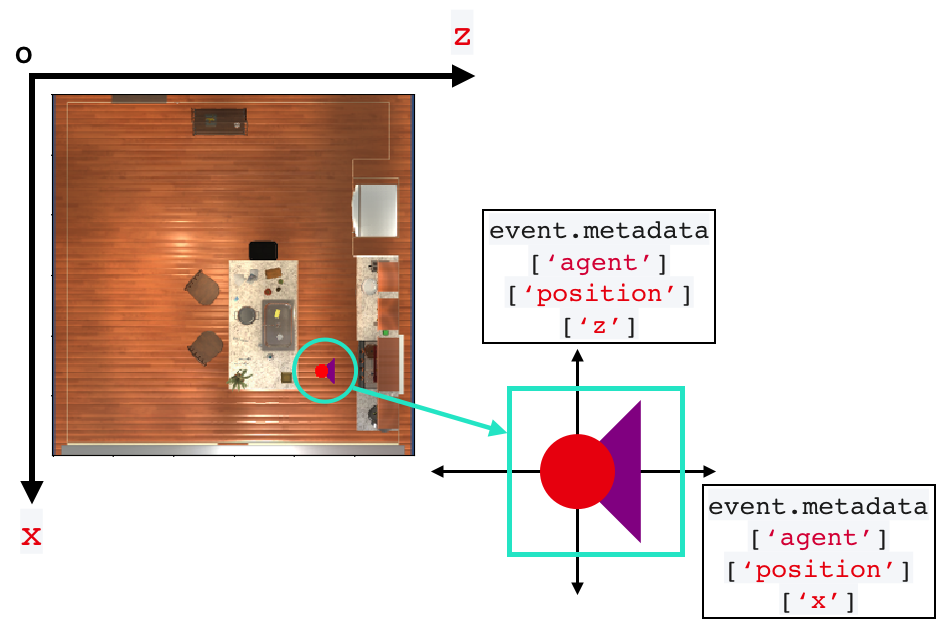 z
o
event.metadata
[‘agent’]
[‘position’]
[‘z’]
x
event.metadata
[‘agent’]
[‘position’]
[‘x’]